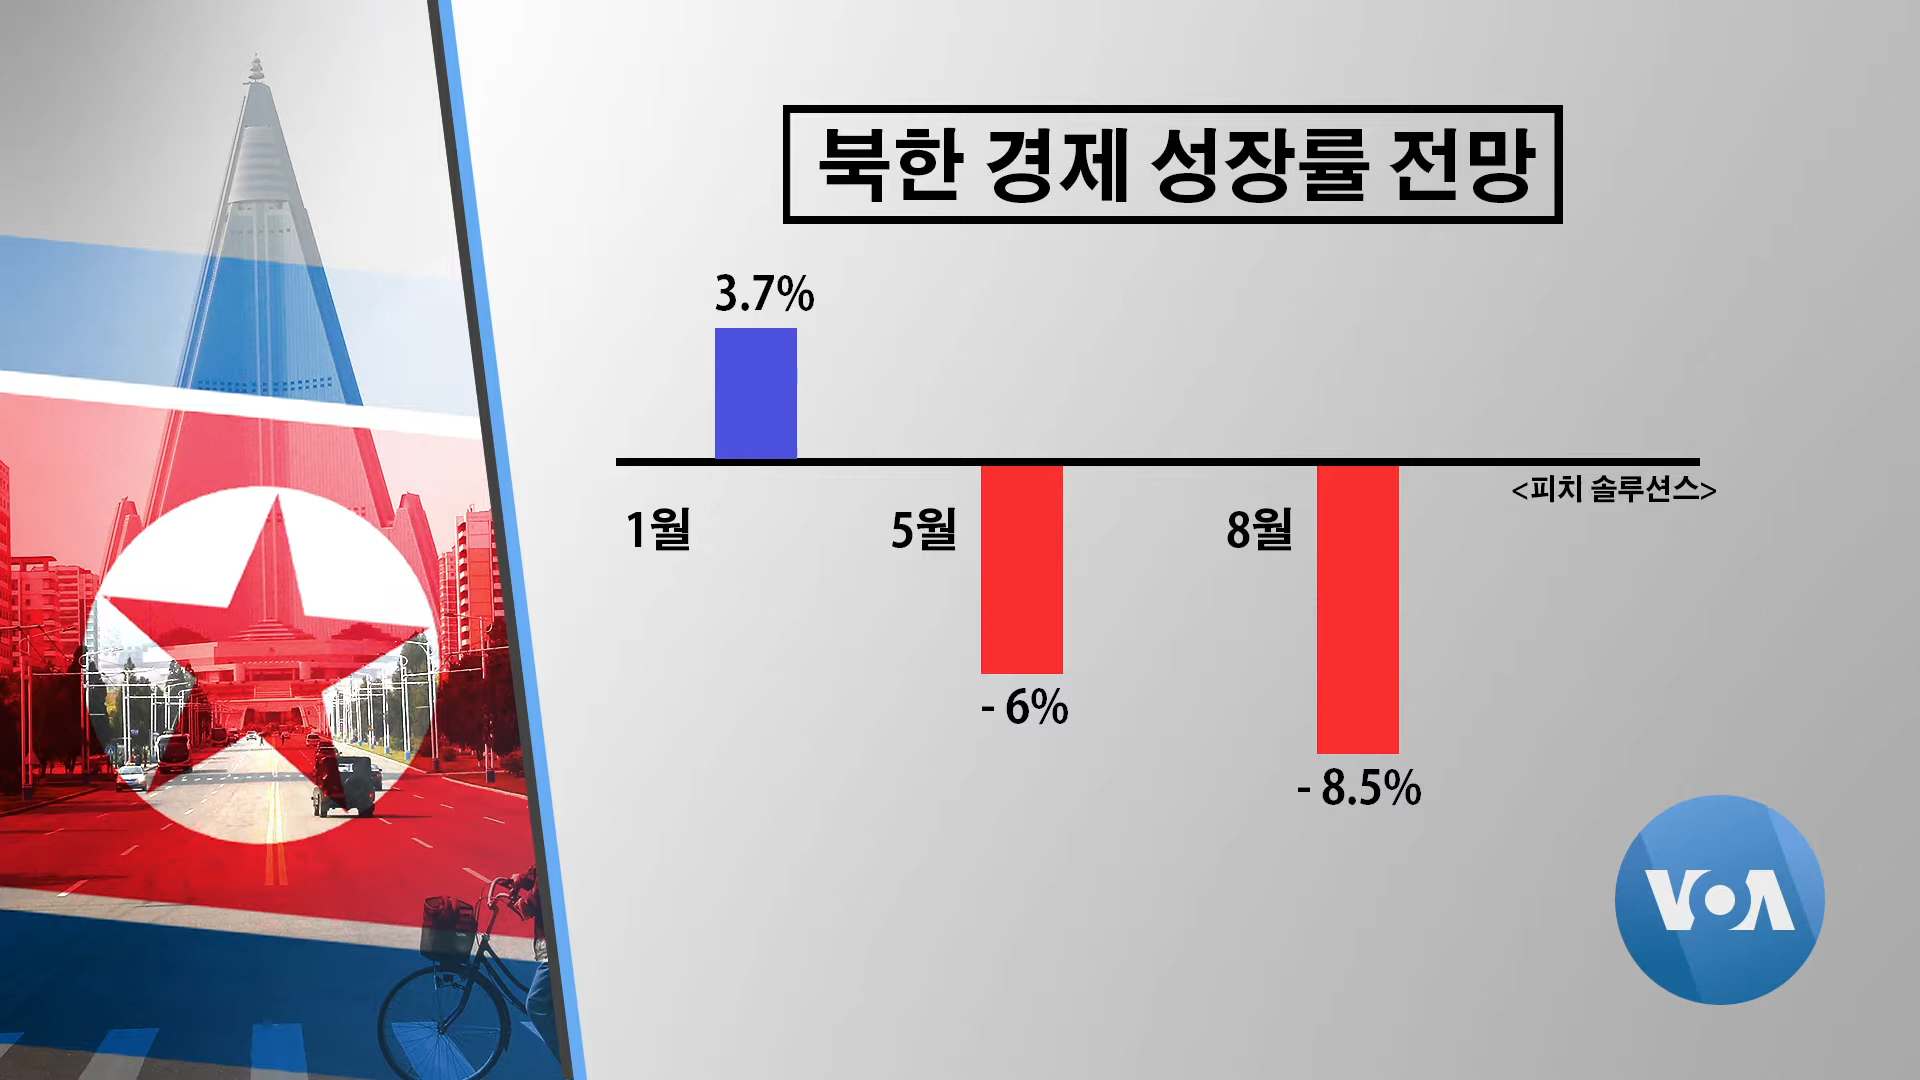 북한 경제 성장률 전망
3.7%
<피치 솔루션스>
1월
5월
8월
- 6%
- 8.5%
VOA